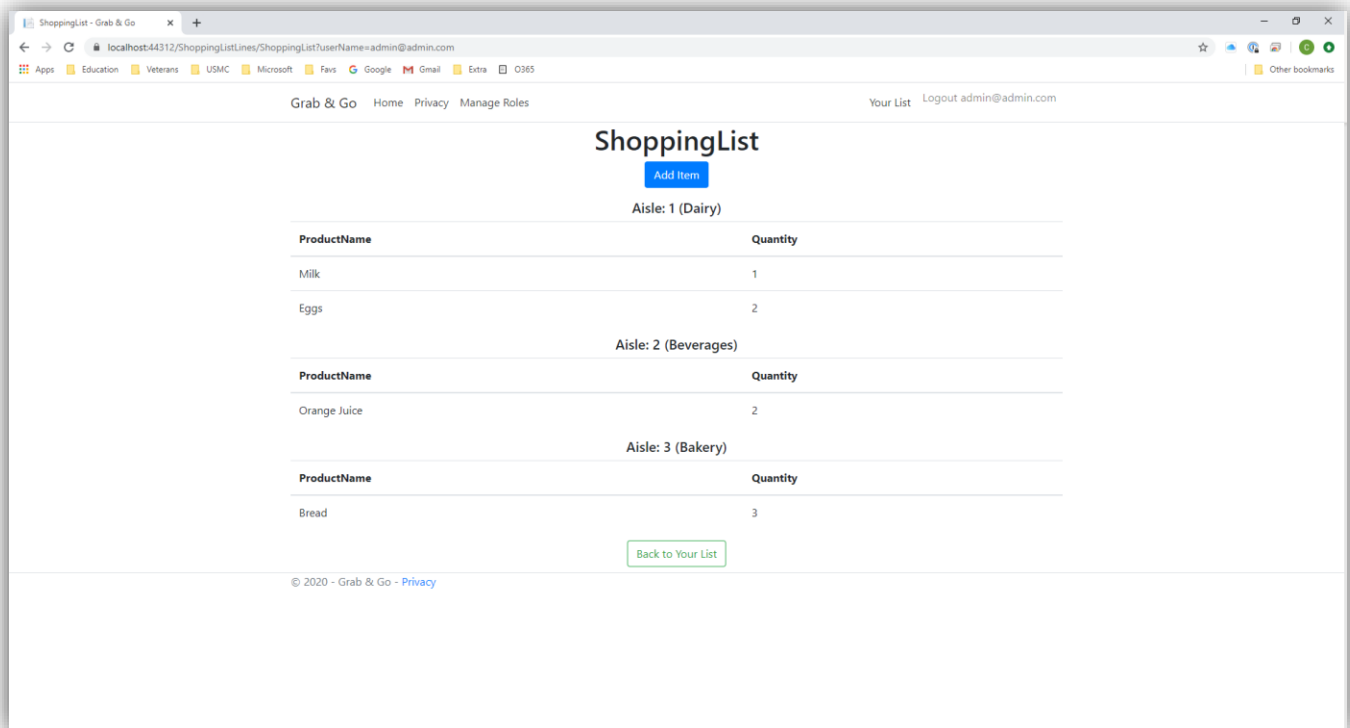 ShoppingList - Grab & Go
localhost:44312/ShoppingListLines/ShoppingList?userName=admin@admin.com
Apps Education Veterans USMC Microsoft Favs Google Gmail Extra O365 Other bookmarks
Grab & Go Home Privacy Manage Roles Your List Logout admin@admin.com
ShoppingList
Add Item
Aisle: 1 (Dairy)
ProductName Quantity
Milk 1
Eggs 2
Aisle: 2 (Beverages)
ProductName Quantity
Orange Juice 2
Aisle: 3 (Bakery)
ProductName Quantity
Bread 3
Back to Your List
© 2020 - Grab & Go - Privacy